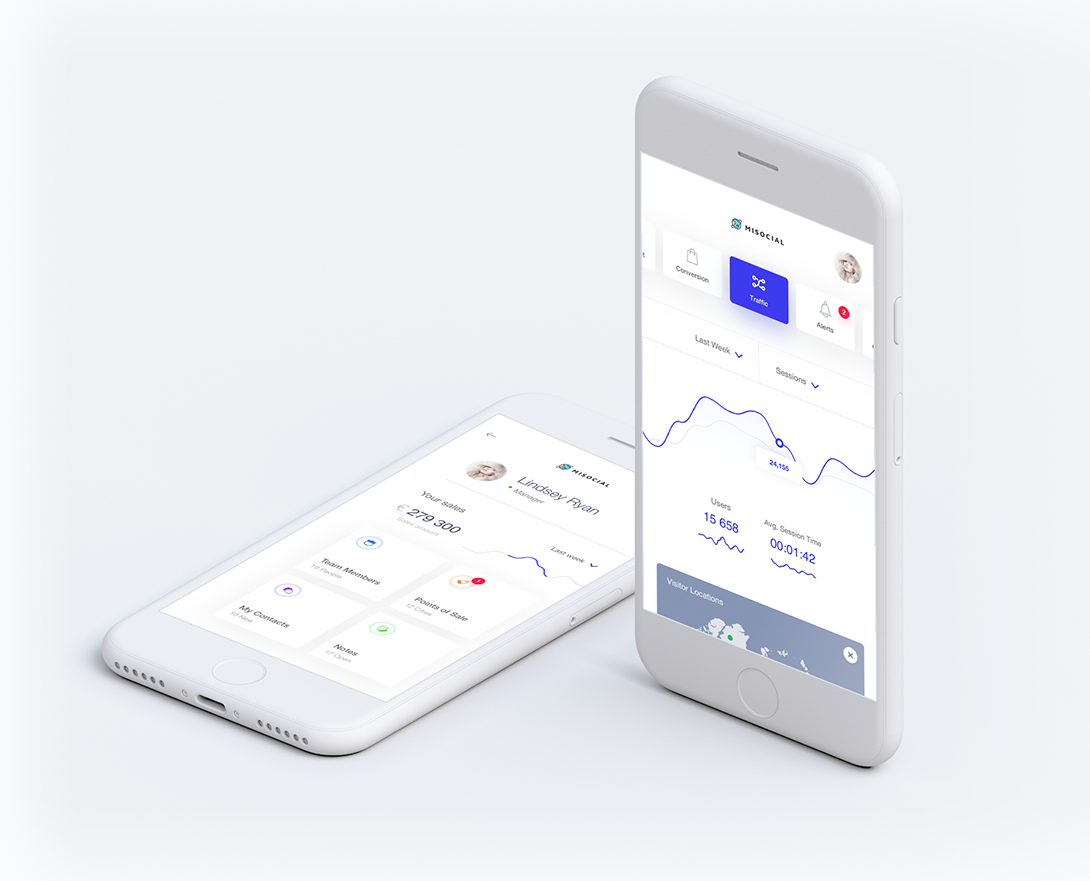 MISOCIAL
Lindsey Ryan
Manager
Your sales
€ 279 300
Sales amount
Last week
Team Members
10 People
Points of Sale
12 Cities
My Contacts
10 New
Notes
17 Open
MISOCIAL
Conversion
Traffic
Alerts
2
Last Week
Sessions
24,155
Users
15 658
Avg. Session Time
00:01:42
Visitor Locations